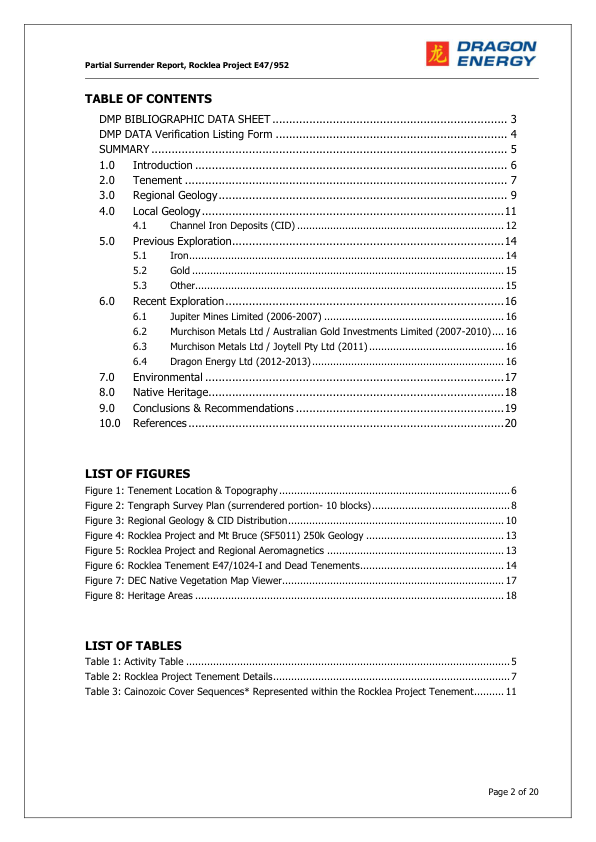 龙 DRAGON
ENERGY
Partial Surrender Report, Rocklea Project E47/952
TABLE OF CONTENTS
DMP BIBLIOGRAPHIC DATA SHEET ........................................................................ 3
DMP DATA Verification Listing Form ...................................................................... 4
SUMMARY ......................................................................................................... 5
1.0 Introduction ............................................................................................. 6
2.0 Tenement ................................................................................................ 7
3.0 Regional Geology ...................................................................................... 9
4.0 Local Geology .......................................................................................... 11
4.1 Channel Iron Deposits (CID) .............................................................. 12
5.0 Previous Exploration ................................................................................. 14
5.1 Iron ................................................................................................ 14
5.2 Gold ............................................................................................... 15
5.3 Other .............................................................................................. 15
6.0 Recent Exploration ................................................................................... 16
6.1 Jupiter Mines Limited (2006-2007) ...................................................... 16
6.2 Murchison Metals Ltd / Australian Gold Investments Limited (2007-2010) .... 16
6.3 Murchison Metals Ltd / Joytell Pty Ltd (2011) ......................................... 16
6.4 Dragon Energy Ltd (2012-2013) .......................................................... 16
7.0 Environmental .......................................................................................... 17
8.0 Native Heritage ........................................................................................ 18
9.0 Conclusions & Recommendations ............................................................... 19
10.0 References ............................................................................................ 20
LIST OF FIGURES
Figure 1: Tenement Location & Topography ............................................................... 6
Figure 2: Tengraph Survey Plan (surrendered portion- 10 blocks) .................................. 8
Figure 3: Regional Geology & CID Distribution ........................................................... 10
Figure 4: Rocklea Project and Mt Bruce (SF5011) 250k Geology ................................... 13
Figure 5: Rocklea Project and Regional Aeromagnetics ................................................ 13
Figure 6: Rocklea Tenement E47/1024-I and Dead Tenements ..................................... 14
Figure 7: DEC Native Vegetation Map Viewer ............................................................. 17
Figure 8: Heritage Areas ......................................................................................... 18
LIST OF TABLES
Table 1: Activity Table ............................................................................................ 5
Table 2: Rocklea Project Tenement Details ................................................................. 7
Table 3: Cainozoic Cover Sequences* Represented within the Rocklea Project Tenement .......... 11
Page 2 of 20